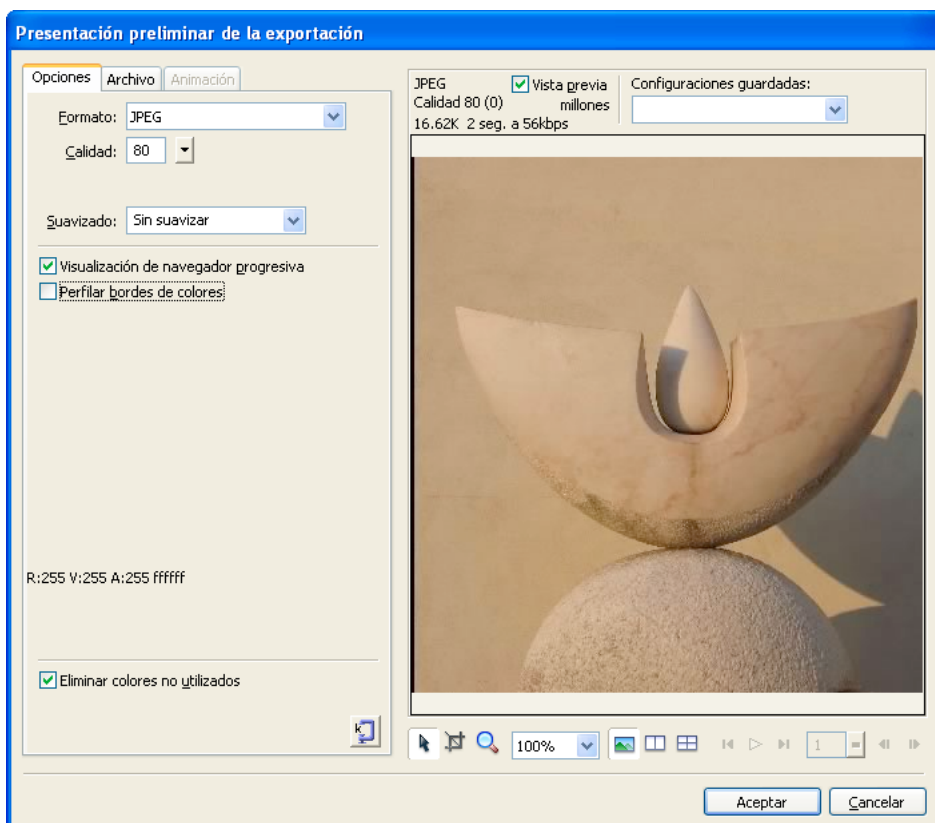 Presentación preliminar de la exportación
Opciones Archivo Animación
Formato: JPEG
Calidad: 80
Suavizado: Sin suavizar
Visualización de navegador progresiva
Perfilar bordes de colores
R:255 V:255 A:255 ffffff
Eliminar colores no utilizados
k
JPEG Vista previa
Calidad 80 (0) millones
16.62K 2 seg. a 56kbps
Configuraciones guardadas:
100%
1
Aceptar Cancelar